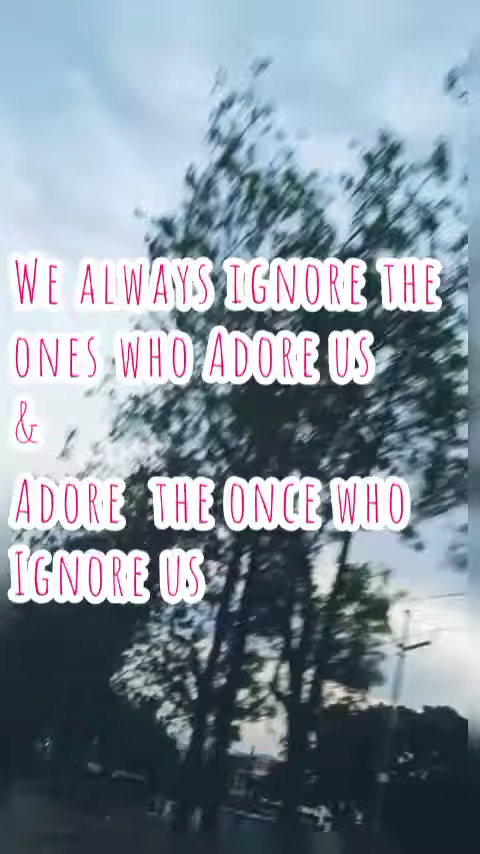 We always ignore the
ones who Adore us
&
Adore the once who
Ignore us